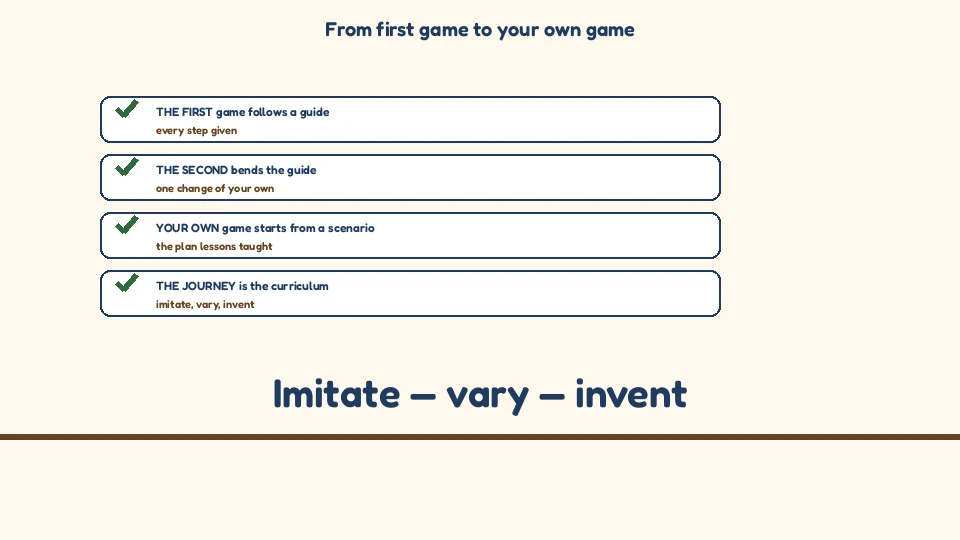 From first game to your own game
THE FIRST game follows a guide
every step given
THE SECOND bends the guide
one change of your own
YOUR OWN game starts from a scenario
the plan lessons taught
THE JOURNEY is the curriculum
imitate, vary, invent
Imitate — vary — invent